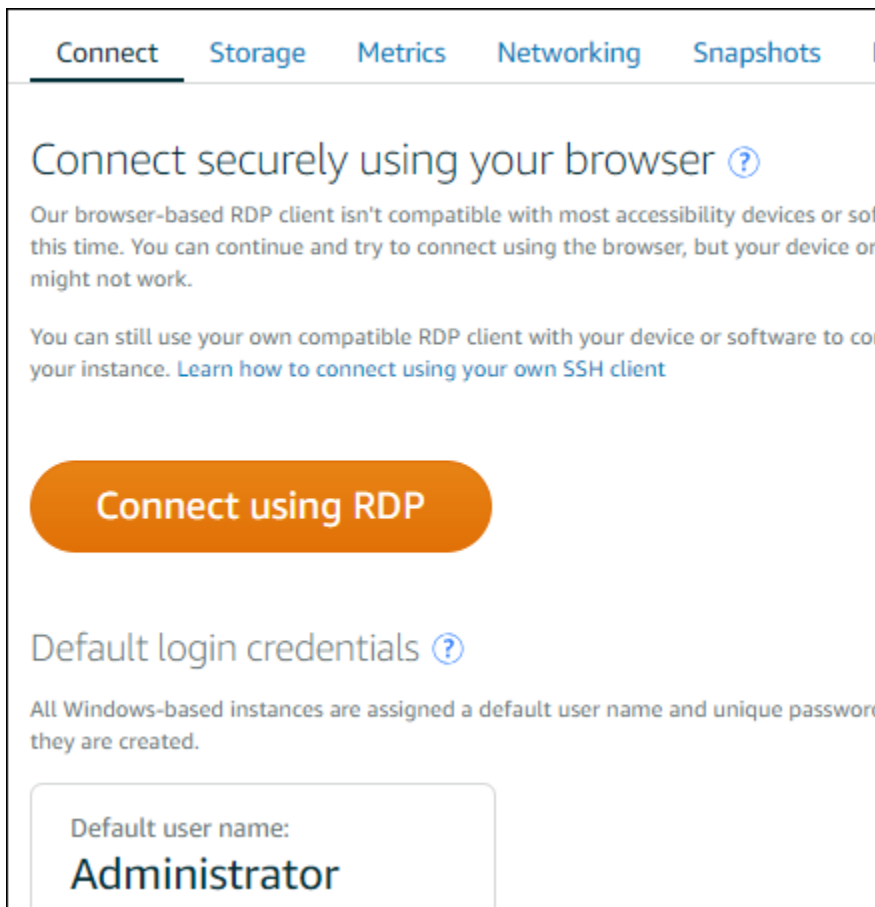 Connect Storage Metrics Networking Snapshots
Connect securely using your browser ?
Our browser-based RDP client isn't compatible with most accessibility devices or
this time. You can continue and try to connect using the browser, but your device or
might not work.
You can still use your own compatible RDP client with your device or software to
your instance. Learn how to connect using your own SSH client
Connect using RDP
Default login credentials ?
All Windows-based instances are assigned a default user name and unique
they are created.
Default user name:
Administrator